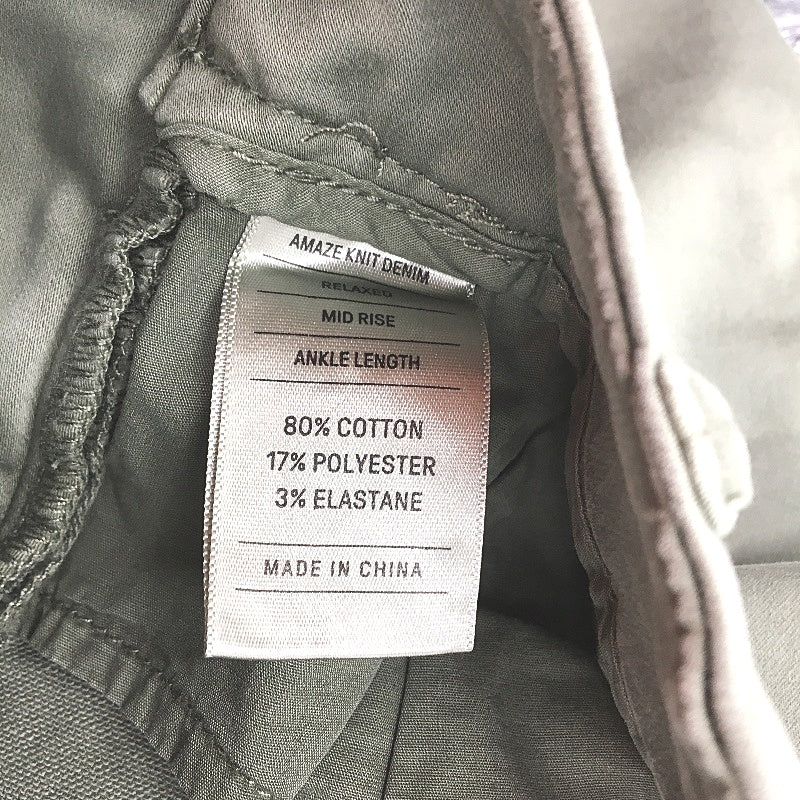 AMAZE KNIT DENIM
RELAXED
MID RISE
ANKLE LENGTH
80% COTTON
17% POLYESTER
3% ELASTANE
MADE IN CHINA